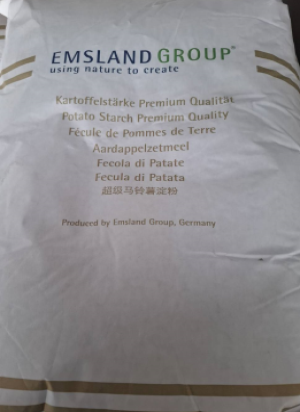 EMSLAND GROUP®
using nature to create
Kartoffelstärke Premium Qualität
Potato Starch Premium Quality
Fécule de Pommes de Terre
Aardappelzetmeel
Fecola di Patate
Fecula di Patata
超级马铃薯淀粉
Produced by Emsland Group, Germany